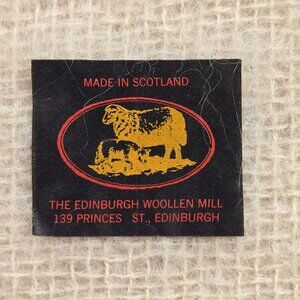 MADE IN SCOTLAND
THE EDINBURGH WOOLLEN MILL
139 PRINCES ST., EDINBURGH